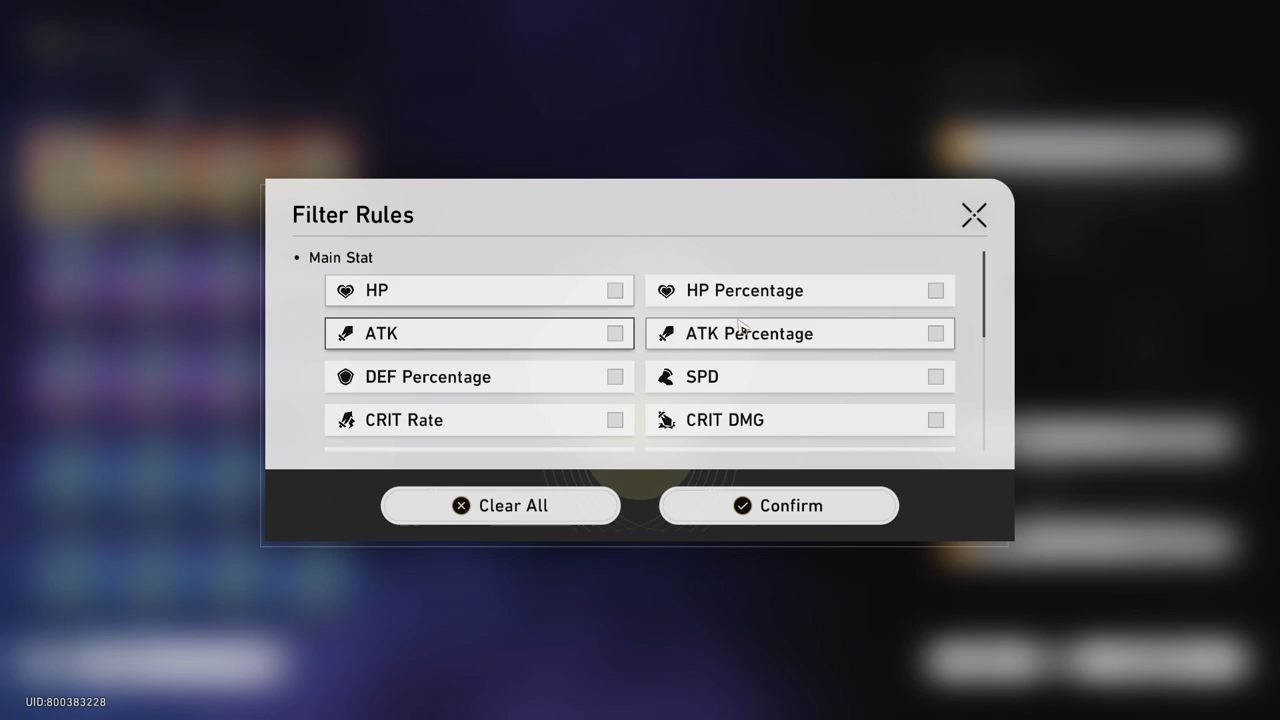 Filter Rules
• Main Stat
HP
HP Percentage
ATK
ATK Percentage
DEF Percentage
SPD
CRIT Rate
CRIT DMG
Clear All
Confirm
UID:800383228